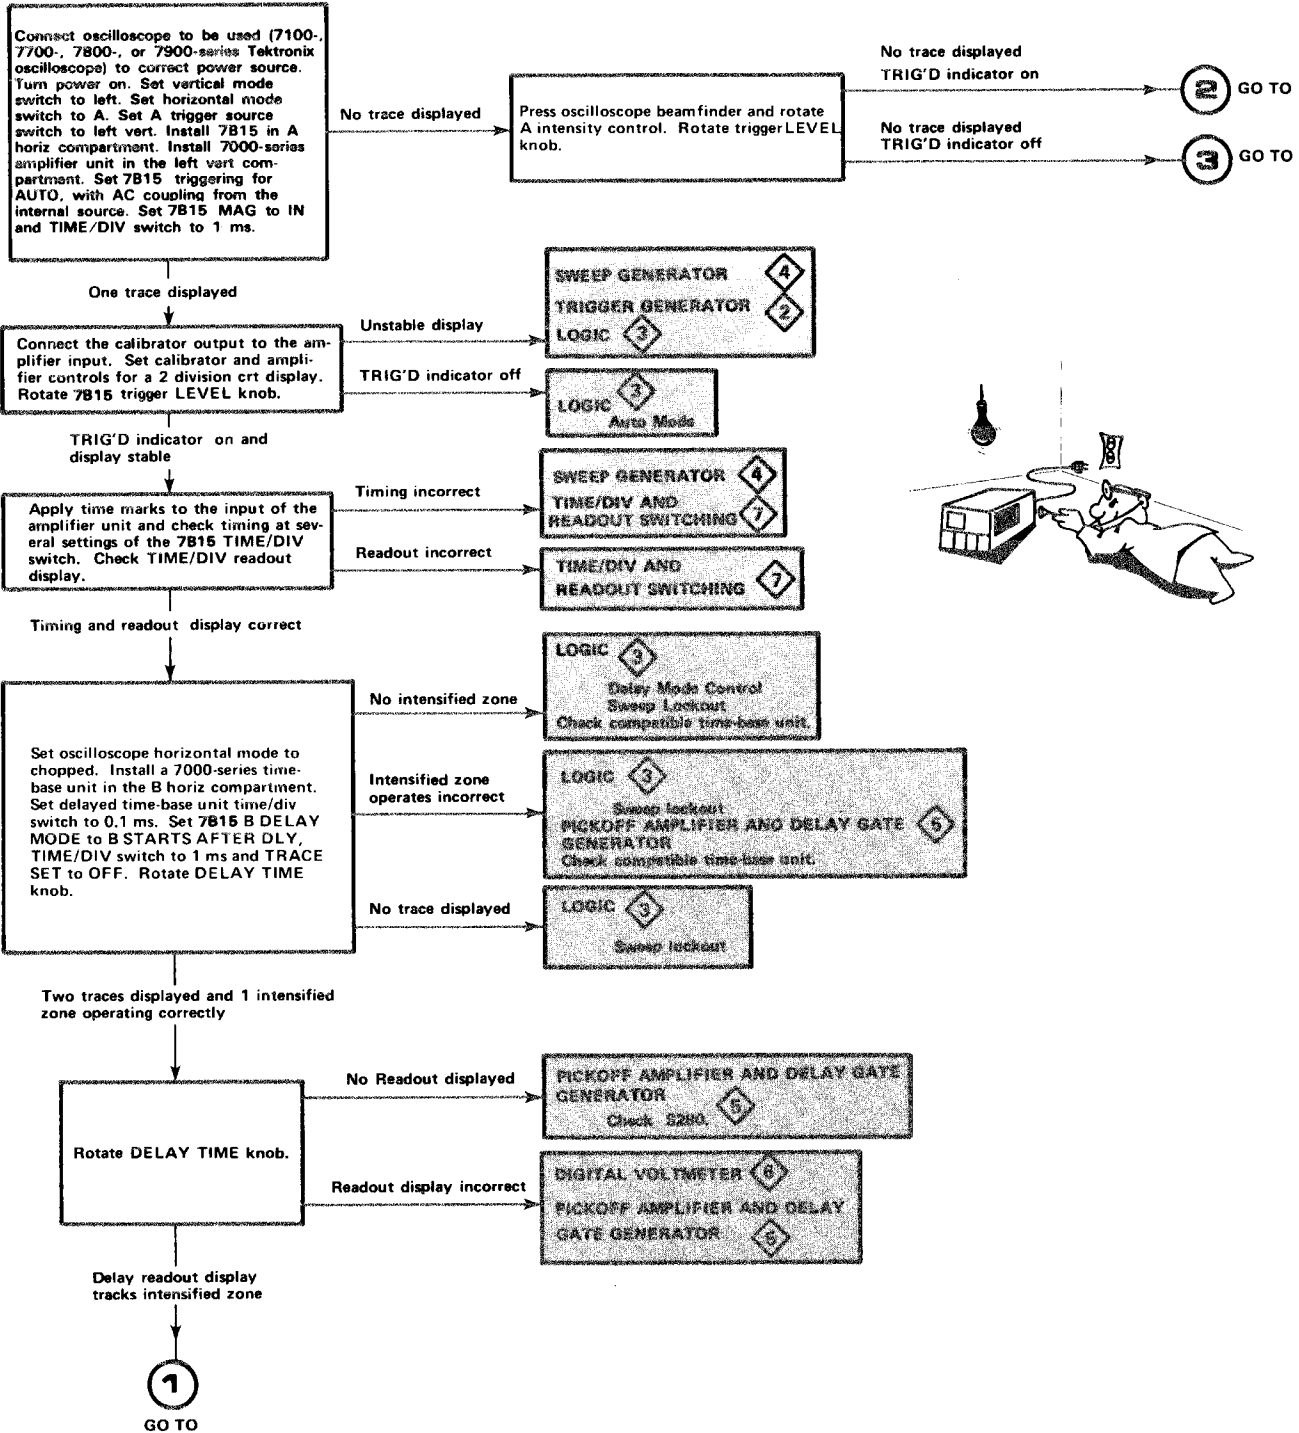 Connect oscilloscope to be used (7100-,
7700-, 7800-, or 7900-series Tektronix
oscilloscope) to correct power source.
Turn power on. Set vertical mode
switch to left. Set horizontal mode
switch to A. Set A trigger source
switch to left vert. Install 7B15 in A
horiz compartment. Install 7000-series
amplifier unit in the left vert com-
partment. Set 7B15 triggering for
AUTO, with AC coupling from the
internal source. Set 7B15 MAG to IN
and TIME/DIV switch to 1 ms.
No trace displayed
Press oscilloscope beamfinder and rotate
A intensity control. Rotate trigger LEVEL
knob.
No trace displayed
TRIG'D indicator on
2 GO TO
No trace displayed
TRIG'D indicator off
3 GO TO
One trace displayed
Connect the calibrator output to the am-
plifier input. Set calibrator and ampli-
fier controls for a 2 division crt display.
Rotate 7B15 trigger LEVEL knob.
Unstable display
SWEEP GENERATOR 4
TRIGGER GENERATOR 2
LOGIC 3
TRIG'D indicator off
LOGIC 3
Auto Mode
TRIG'D indicator on and
display stable
Apply time marks to the input of the
amplifier unit and check timing at sev-
eral settings of the 7B15 TIME/DIV
switch. Check TIME/DIV readout
display.
Timing incorrect
SWEEP GENERATOR 4
TIME/DIV AND
READOUT SWITCHING 7
Readout incorrect
TIME/DIV AND
READOUT SWITCHING 7
Timing and readout display correct
Set oscilloscope horizontal mode to
chopped. Install a 7000-series time-
base unit in the B horiz compartment.
Set delayed time-base unit time/div
switch to 0.1 ms. Set 7B15 B DELAY
MODE to B STARTS AFTER DLY,
TIME/DIV switch to 1 ms and TRACE
SET to OFF. Rotate DELAY TIME
knob.
No intensified zone
LOGIC 3
Delay Mode Control
Sweep Lockout
Check compatible time-base unit.
Intensified zone
operates incorrect
LOGIC 3
Sweep lockout
PICKOFF AMPLIFIER AND DELAY GATE 5
GENERATOR
Check compatible time-base unit.
No trace displayed
LOGIC 3
Sweep lockout
Two traces displayed and 1 intensified
zone operating correctly
Rotate DELAY TIME knob.
No Readout displayed
PICKOFF AMPLIFIER AND DELAY GATE
GENERATOR 5
Check S280.
Readout display incorrect
DIGITAL VOLTMETER 6
PICKOFF AMPLIFIER AND DELAY
GATE GENERATOR 5
Delay readout display
tracks intensified zone
1
GO TO